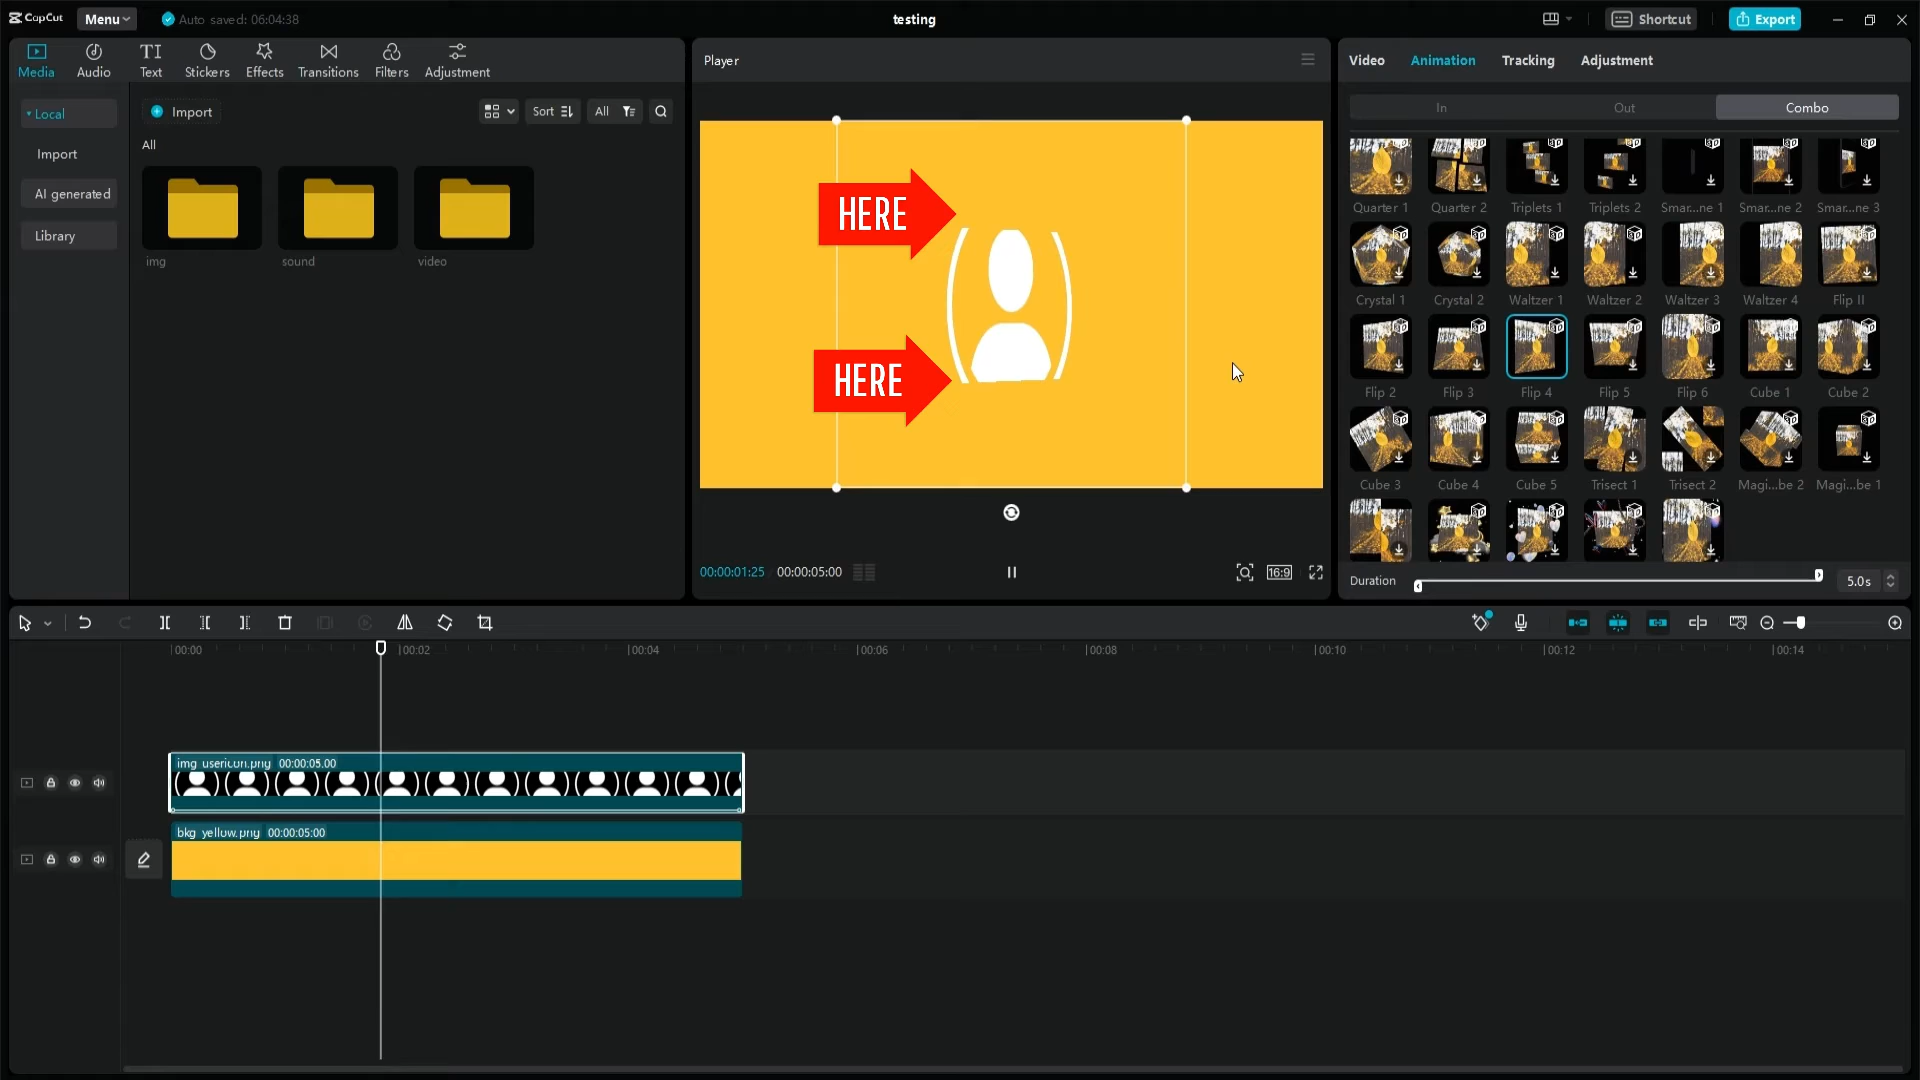 CapCut
Menu
Auto saved: 06:04:38
testing
Shortcut
Export
Media
Audio
Text
Stickers
Effects
Transitions
Filters
Adjustment
Local
Import
AI generated
Library
Import
Sort
All
All
img
sound
video
Player
HERE
HERE
00:00:01:25
00:00:05:00
16:9
Video
Animation
Tracking
Adjustment
In
Out
Combo
Quarter 1
Quarter 2
Triplets 1
Triplets 2
Smar...ne 1
Smar...ne 2
Smar...ne 3
Crystal 1
Crystal 2
Waltzer 1
Waltzer 2
Waltzer 3
Waltzer 4
Flip II
Flip 2
Flip 3
Flip 4
Flip 5
Flip 6
Cube 1
Cube 2
Cube 3
Cube 4
Cube 5
Trisect 1
Trisect 2
Magi...be 2
Magi...be 1
Duration
5.0s
00:00
00:02
00:04
00:06
00:08
00:10
00:12
00:14
img_usericon.png 00:00:05:00
bkg_yellow.png 00:00:05:00